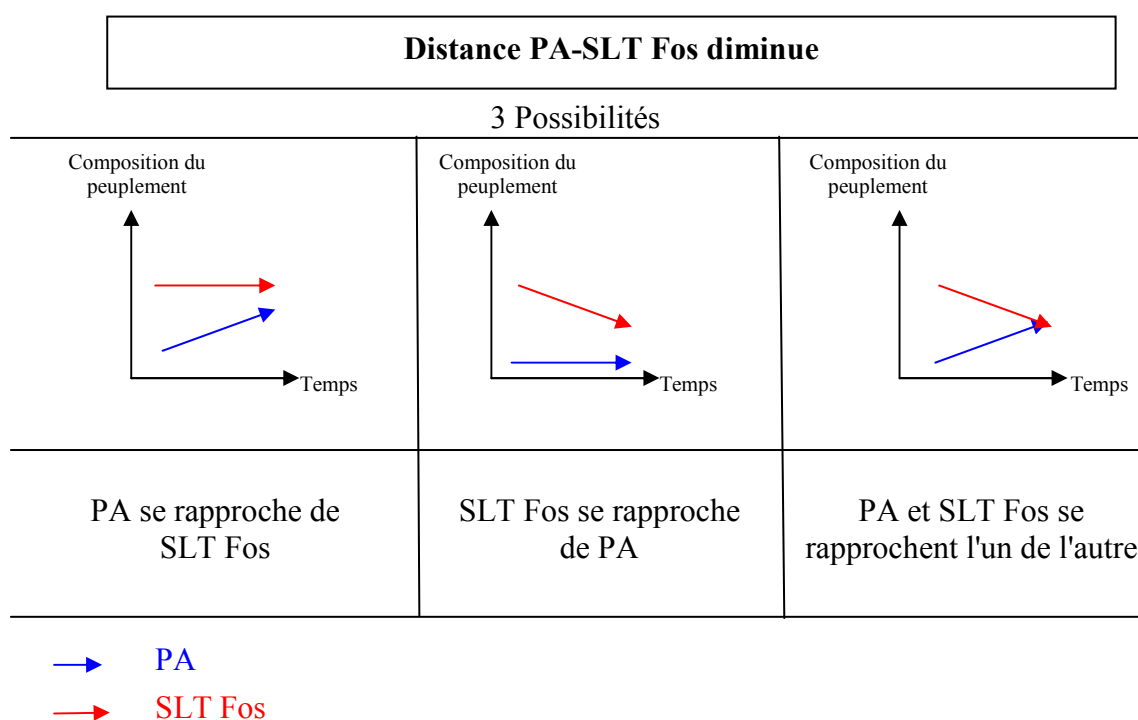 Distance PA-SLT Fos diminue
3 Possibilités
Composition du
peuplement
Temps
Composition du
peuplement
Temps
Composition du
peuplement
Temps
PA se rapproche de
SLT Fos
SLT Fos se rapproche
de PA
PA et SLT Fos se
rapprochent l'un de l'autre
PA
SLT Fos